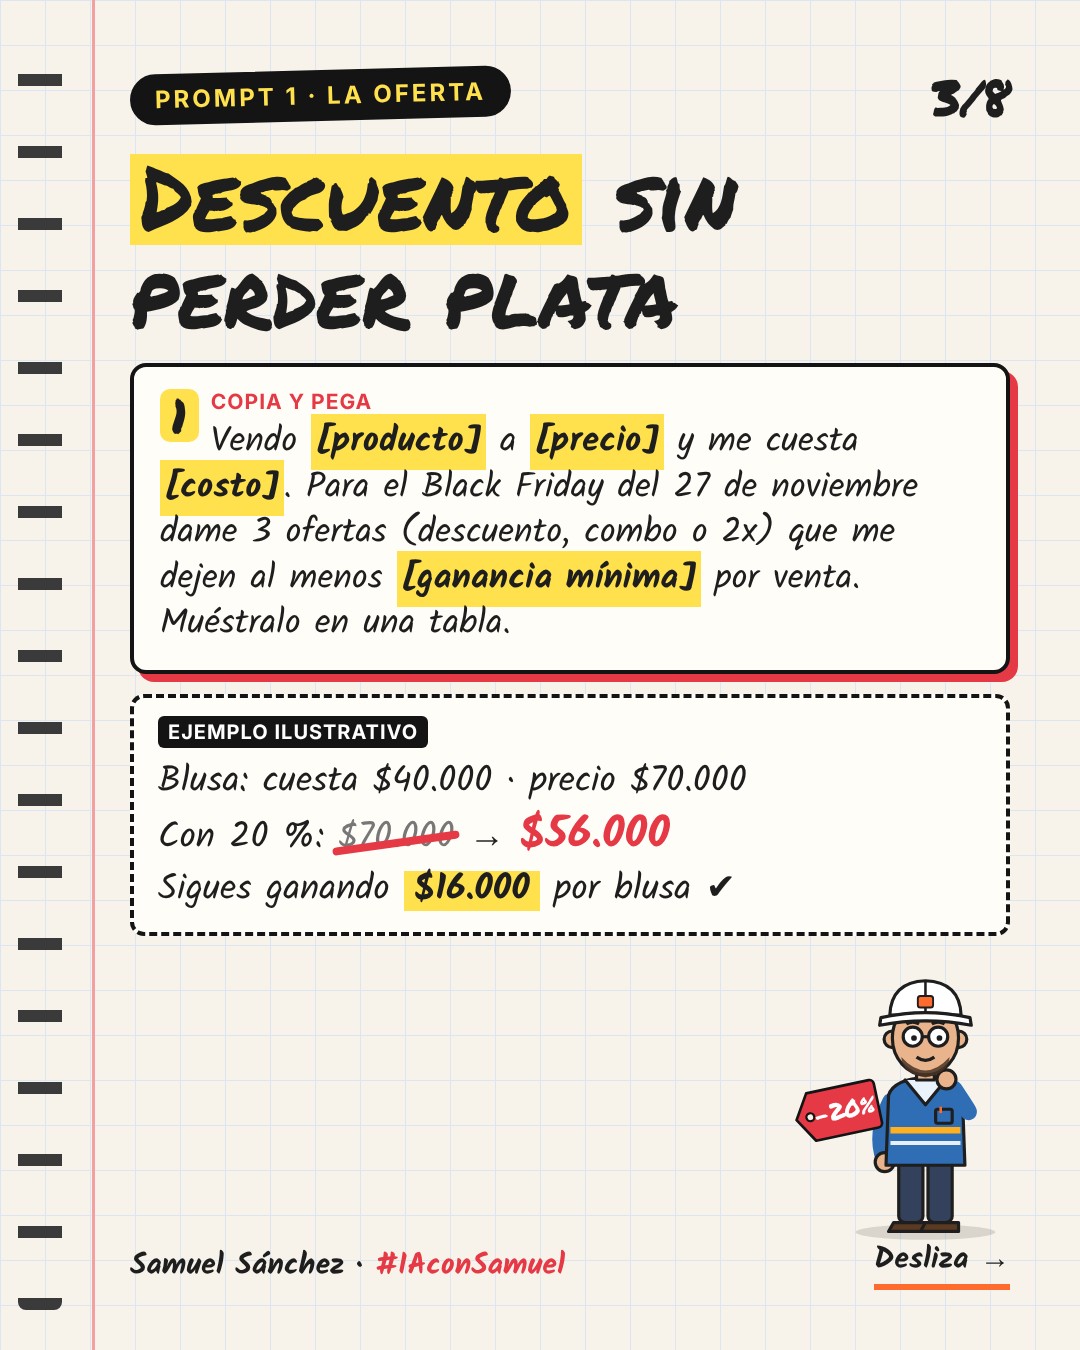 PROMPT 1 · LA OFERTA
3/8
DESCUENTO SIN
PERDER PLATA
1
COPIA Y PEGA
Vendo [producto] a [precio] y me cuesta
[costo]. Para el Black Friday del 27 de noviembre
dame 3 ofertas (descuento, combo o 2x) que me
dejen al menos [ganancia mínima] por venta.
Muéstralo en una tabla.
EJEMPLO ILUSTRATIVO
Blusa: cuesta $40.000 · precio $70.000
Con 20 %: $70.000 → $56.000
Sigues ganando $16.000 por blusa ✔
-20%
Samuel Sánchez · #IAconSamuel
Desliza →